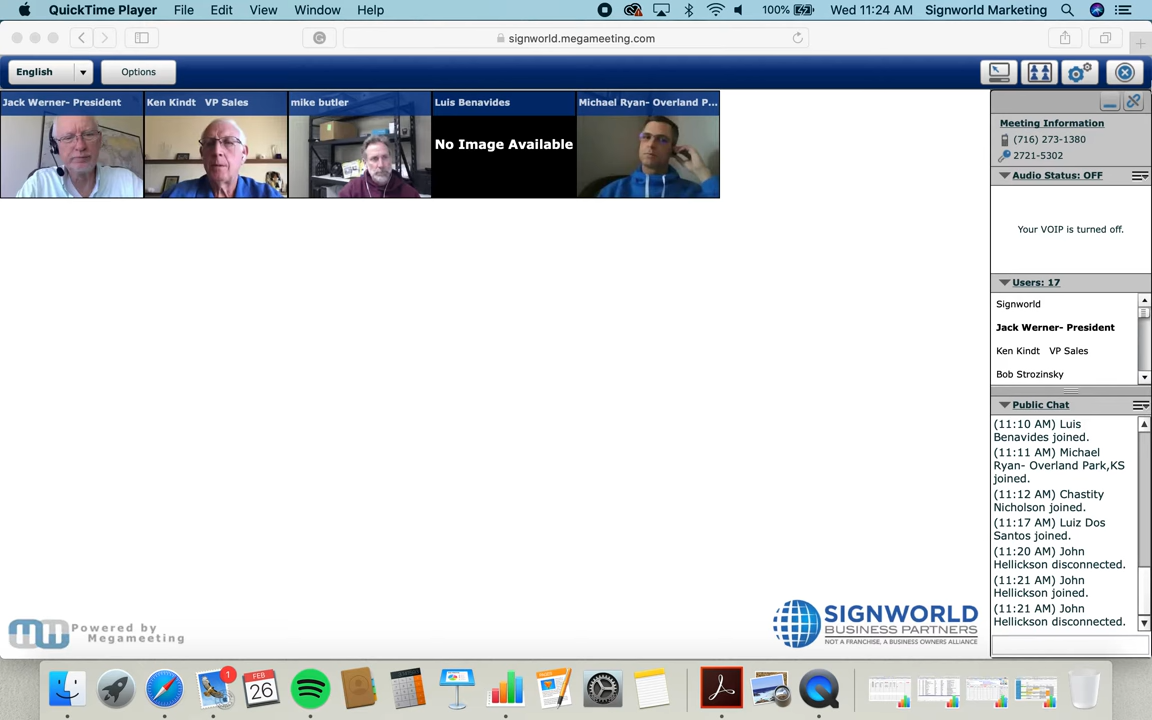 QuickTime Player File Edit View Window Help 100% Wed 11:24 AM Signworld Marketing
signworld.megameeting.com
English Options
Jack Werner- President Ken Kindt VP Sales mike butler Luis Benavides Michael Ryan- Overland P...
No Image Available
Meeting Information
(716) 273-1380
2721-5302
Audio Status: OFF
Your VOIP is turned off.
Users: 17
Signworld
Jack Werner- President
Ken Kindt VP Sales
Bob Strozinsky
Public Chat
(11:10 AM) Luis
Benavides joined.
(11:11 AM) Michael
Ryan- Overland Park,KS
joined.
(11:12 AM) Chastity
Nicholson joined.
(11:17 AM) Luiz Dos
Santos joined.
(11:20 AM) John
Hellickson disconnected.
(11:21 AM) John
Hellickson joined.
(11:21 AM) John
Hellickson disconnected.
Powered by
Megameeting
SIGNWORLD
BUSINESS PARTNERS
NOT A FRANCHISE, A BUSINESS OWNERS ALLIANCE
1
FEB
26